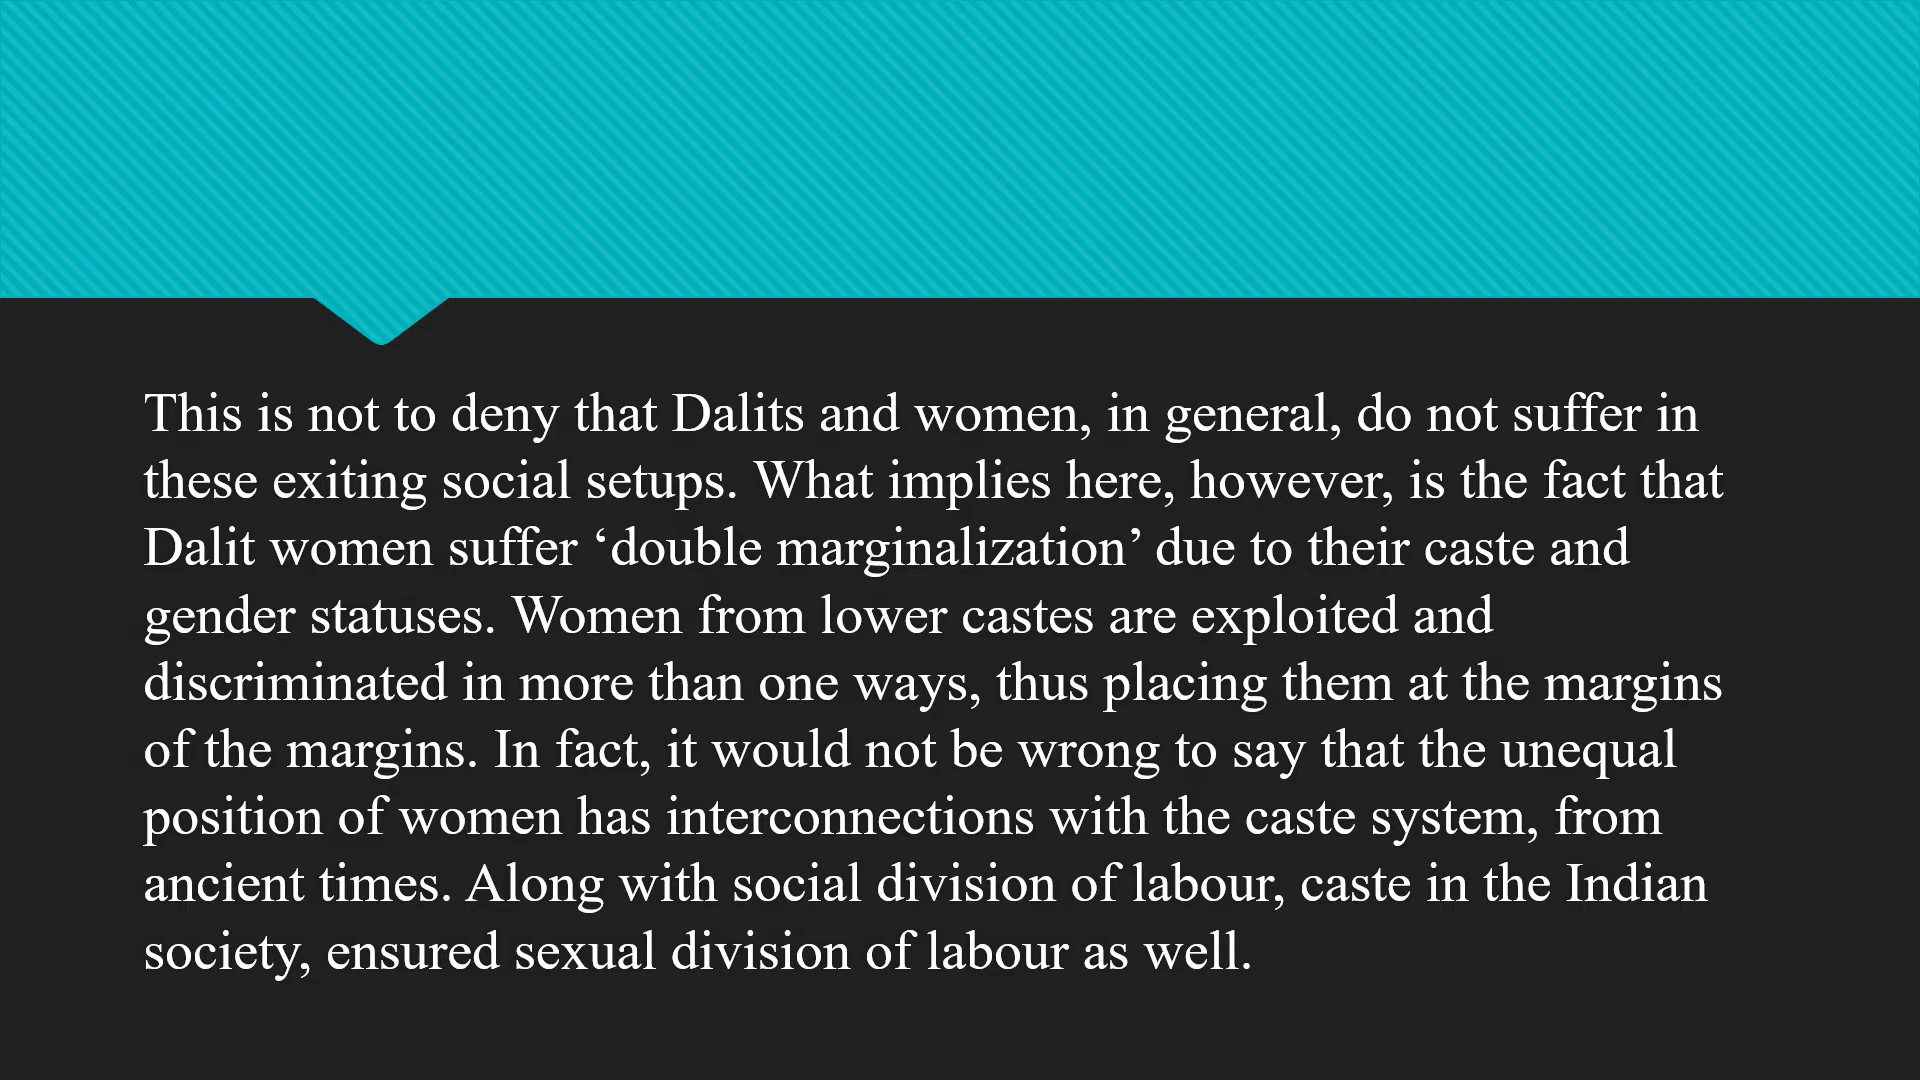 This is not to deny that Dalits and women, in general, do not suffer in
these exiting social setups. What implies here, however, is the fact that
Dalit women suffer ‘double marginalization’ due to their caste and
gender statuses. Women from lower castes are exploited and
discriminated in more than one ways, thus placing them at the margins
of the margins. In fact, it would not be wrong to say that the unequal
position of women has interconnections with the caste system, from
ancient times. Along with social division of labour, caste in the Indian
society, ensured sexual division of labour as well.